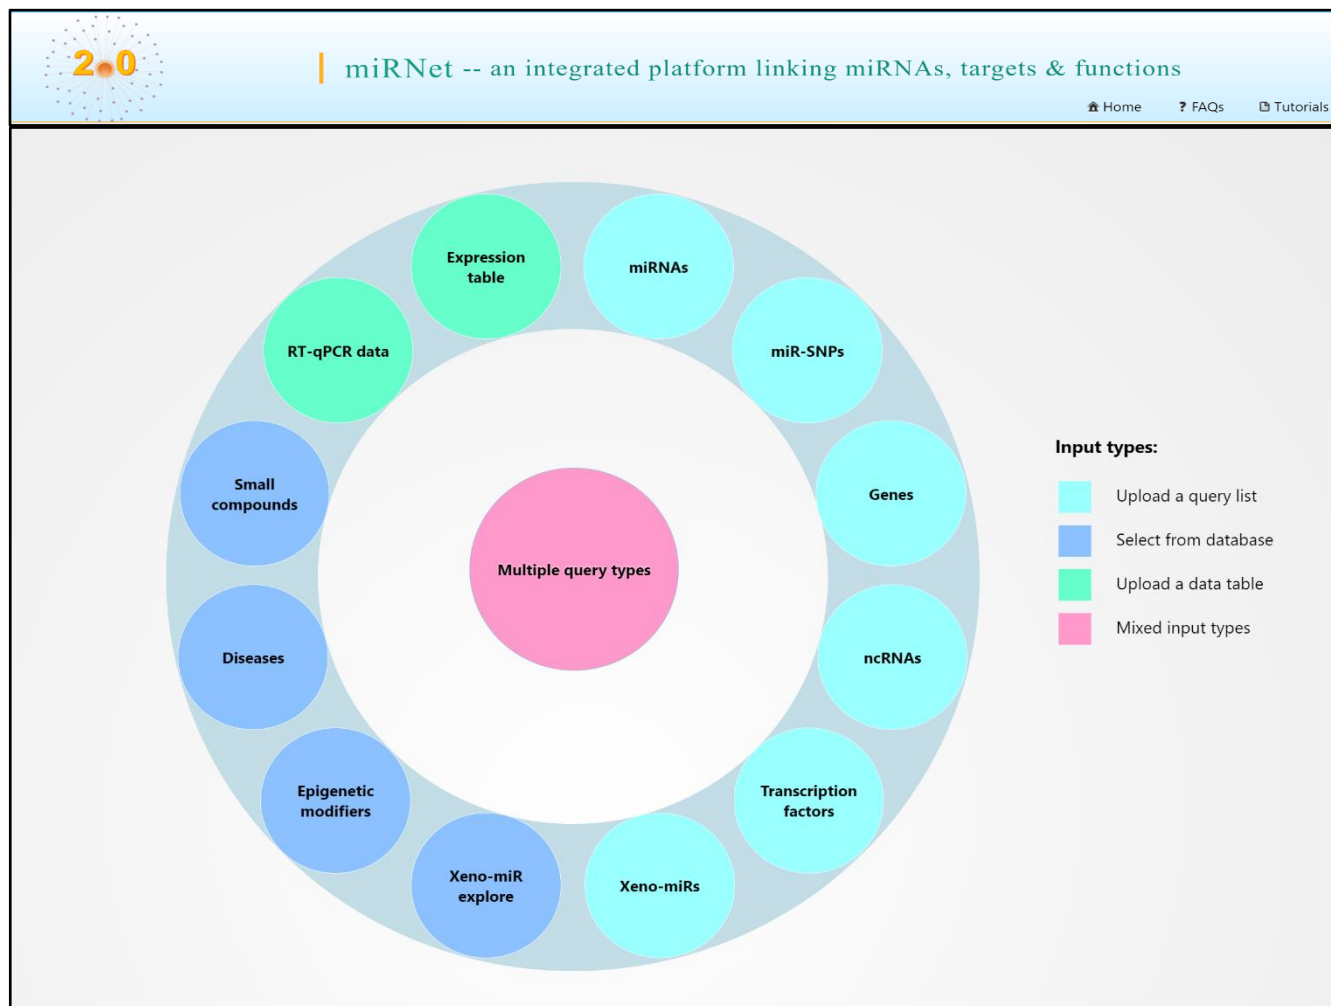 2.0
| miRNet -- an integrated platform linking miRNAs, targets & functions
Home ? FAQs Tutorials
Expression
table
miRNAs
RT-qPCR data
miR-SNPs
Small
compounds
Genes
Multiple query types
Diseases
ncRNAs
Epigenetic
modifiers
Transcription
factors
Xeno-miR
explore
Xeno-miRs
Input types:
Upload a query list
Select from database
Upload a data table
Mixed input types